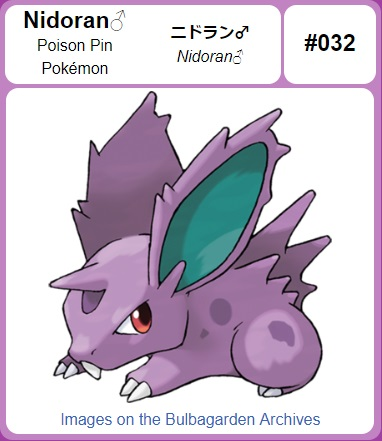 Nidoran♂
Poison Pin
Pokémon
ニドラン♂
Nidoran♂
#032
Images on the Bulbagarden Archives